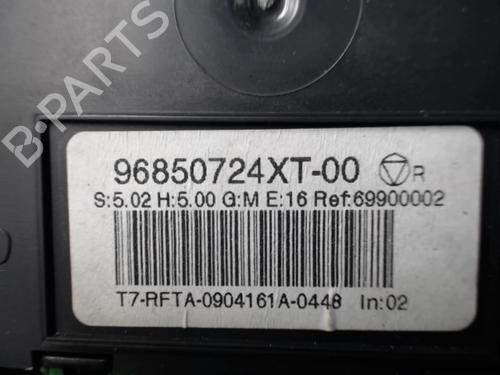 B-PARTS
96850724XT-00 R
S:5.02 H:5.00 G:M E:16 Ref:69900002
T7-RFTA-0904161A-0448 In:02